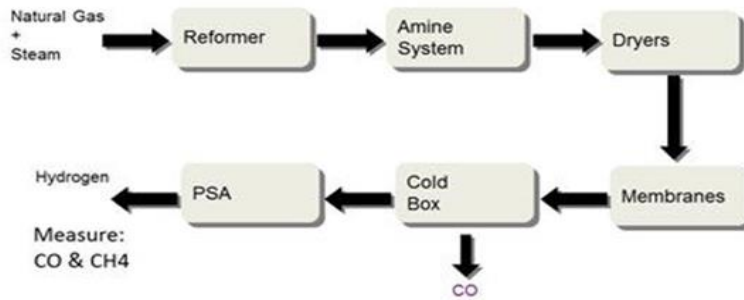 Natural Gas
+
Steam
Reformer
Amine
System
Dryers
Membranes
Cold
Box
PSA
Hydrogen
Measure:
CO & CH4
CO